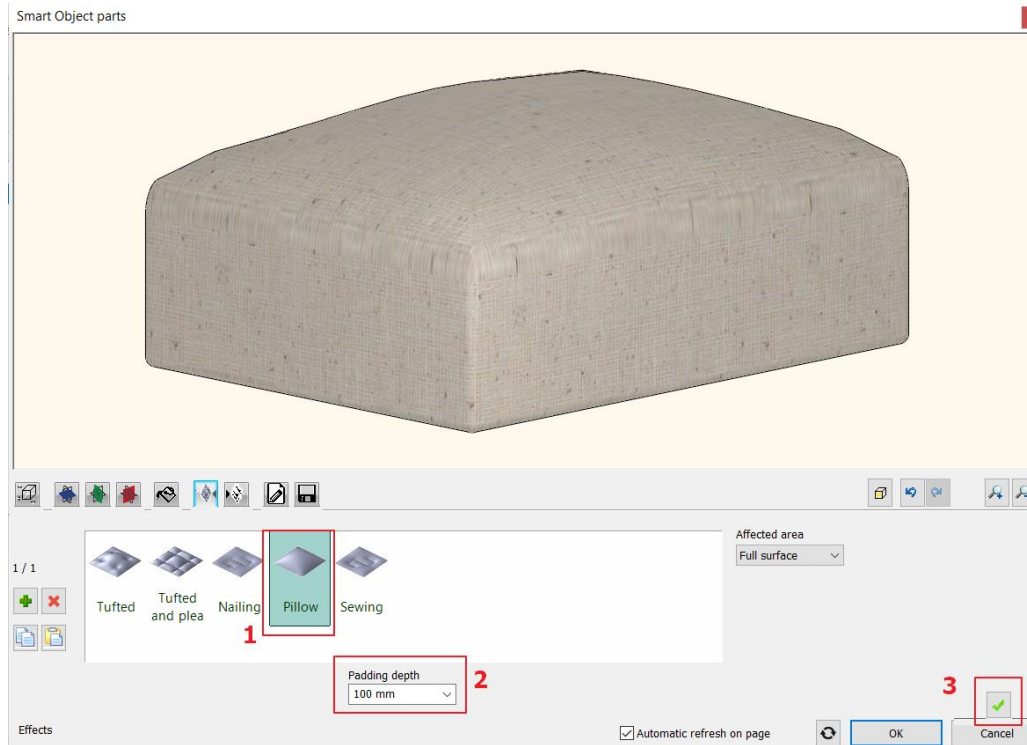 Smart Object parts
Affected area
Full surface
1 / 1
Tufted
Tufted
and plea
Nailing
Pillow
Sewing
1
Padding depth
100 mm
2
3
Effects
Automatic refresh on page
OK
Cancel